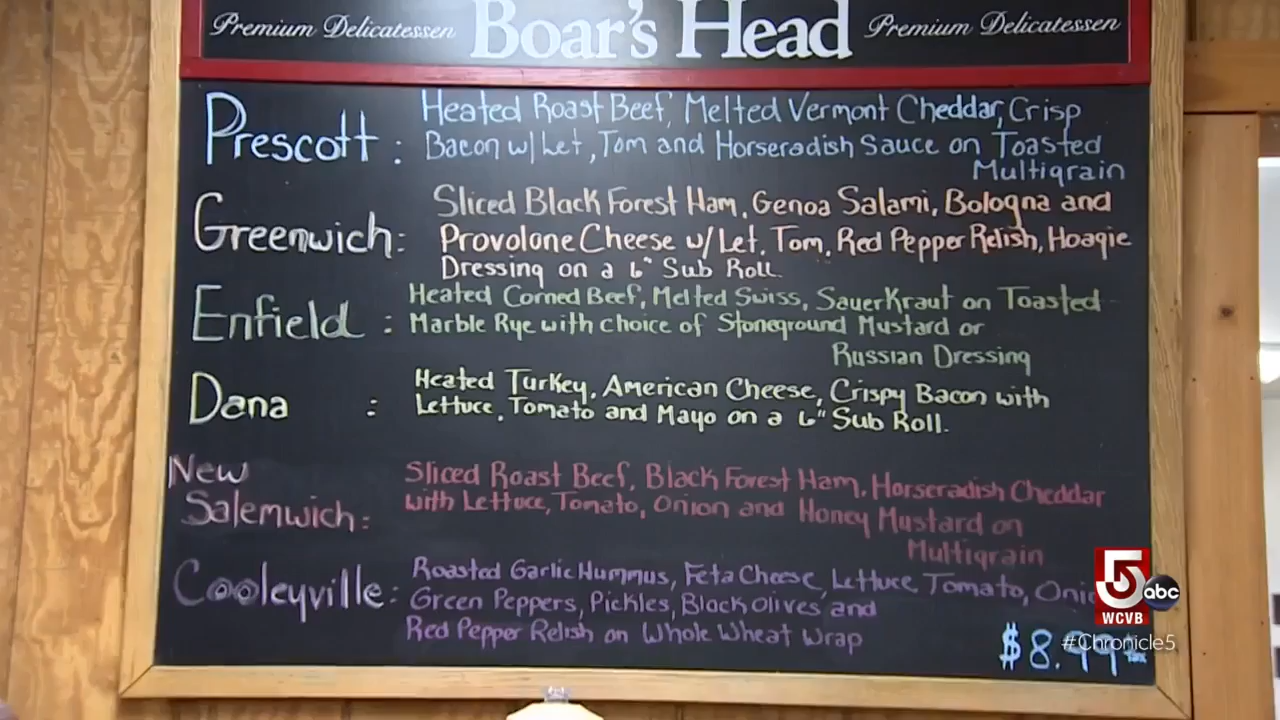 Premium Delicatessen Boar's Head Premium Delicatessen
Prescott: Heated Roast Beef, Melted Vermont Cheddar, Crisp
Bacon w/Let, Tom and Horseradish Sauce on Toasted
Multigrain
Greenwich: Sliced Black Forest Ham, Genoa Salami, Bologna and
Provolone Cheese w/Let, Tom, Red Pepper Relish, Hoagie
Dressing on a 6" Sub Roll.
Enfield: Heated Corned Beef, Melted Swiss, SauerKraut on Toasted
Marble Rye with choice of Stoneground Mustard or
Russian Dressing
Dana: Heated Turkey, American Cheese, Crispy Bacon with
Lettuce, Tomato and Mayo on a 6" Sub Roll.
New
Salemwich: Sliced Roast Beef, Black Forest Ham, Horseradish Cheddar
with Lettuce, Tomato, Onion and Honey Mustard on
Multigrain
Cooleyville: Roasted Garlic Hummus, Feta Cheese, Lettuce, Tomato,
Green Peppers, Pickles, Black Olives and
Red Pepper Relish on Whole Wheat Wrap
$8.99
5 abc
WCVB
#Chronicle5